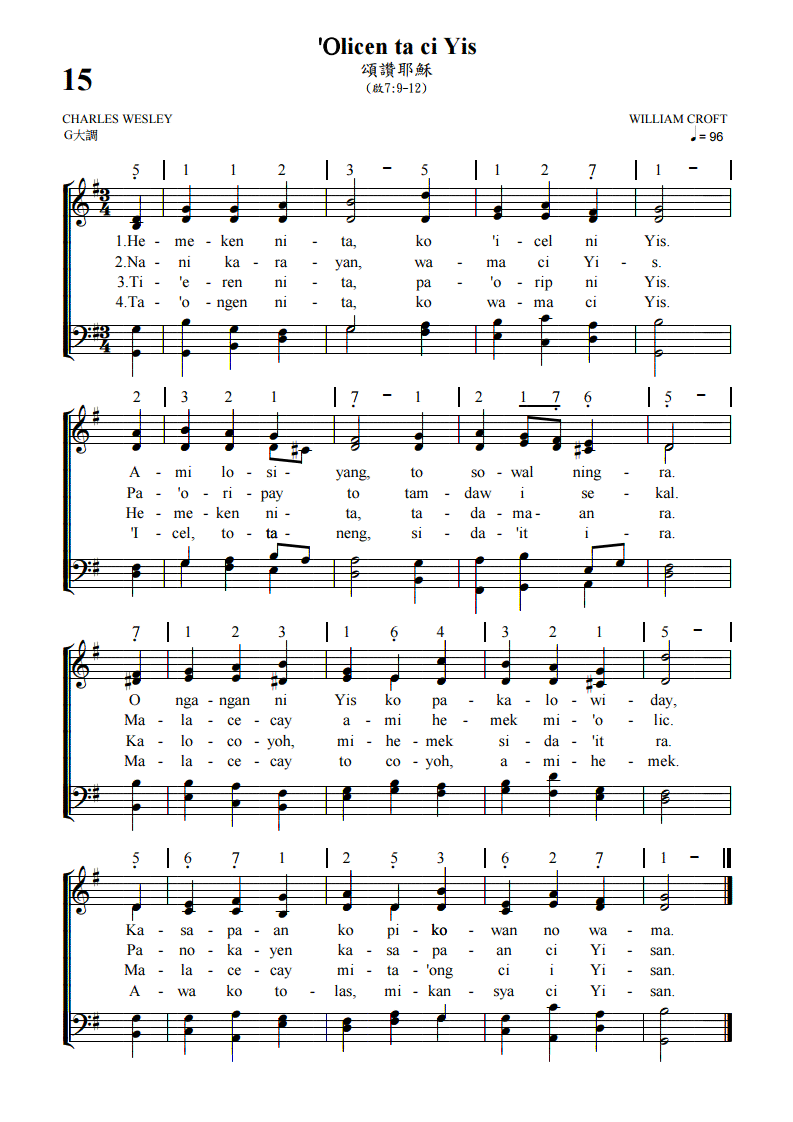 'Olicen ta ci Yis
頌讚耶穌
15
(啟7:9-12)
CHARLES WESLEY WILLIAM CROFT
G大調 = 96
5 | 1 1 2 | 3 – 5 | 1 2 7 | 1 – |
3/4
1.He - me - ken ni - ta, ko 'i - cel ni Yis.
2.Na - ni ka - ra - yan, wa - ma ci Yi - s.
3.Ti - 'e - ren ni - ta, pa - 'o - rip ni Yis.
4.Ta - 'o - ngen ni - ta, ko wa - ma ci Yis.
3/4
2 | 3 2 1 | 7 – 1 | 2 1 7 6 | 5 – |
A - mi lo - si - yang, to so - wal ning - ra.
Pa - 'o - ri - pay to tam - daw i se - kal.
He - me - ken ni - ta, ta - da - ma - an ra.
'I - cel, to - ta - neng, si - da - 'it i - ra.
7 | 1 2 3 | 1 6 4 | 3 2 1 | 5 – |
O nga - ngan ni Yis ko pa - ka - lo - wi - day,
Ma - la - ce - cay a - mi he - mek mi - 'o - lic.
Ka - lo - co - yoh, mi - he - mek si - da - 'it ra.
Ma - la - ce - cay to co - yoh, a - mi - he - mek.
5 | 6 7 1 | 2 5 3 | 6 2 7 | 1 – ||
Ka - sa - pa - an ko pi - ko - wan no wa - ma.
Pa - no - ka - yen ka - sa - pa - an ci Yi - san.
Ma - la - ce - cay mi - ta - 'ong ci i Yi - san.
A - wa ko to - las, mi - kan - sya ci Yi - san.